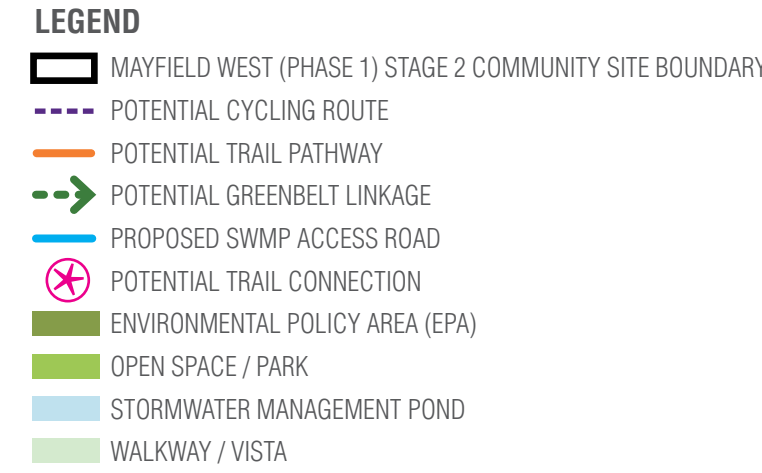 LEGEND
MAYFIELD WEST (PHASE 1) STAGE 2 COMMUNITY SITE BOUNDARY
POTENTIAL CYCLING ROUTE
POTENTIAL TRAIL PATHWAY
POTENTIAL GREENBELT LINKAGE
PROPOSED SWMP ACCESS ROAD
POTENTIAL TRAIL CONNECTION
ENVIRONMENTAL POLICY AREA (EPA)
OPEN SPACE / PARK
STORMWATER MANAGEMENT POND
WALKWAY / VISTA